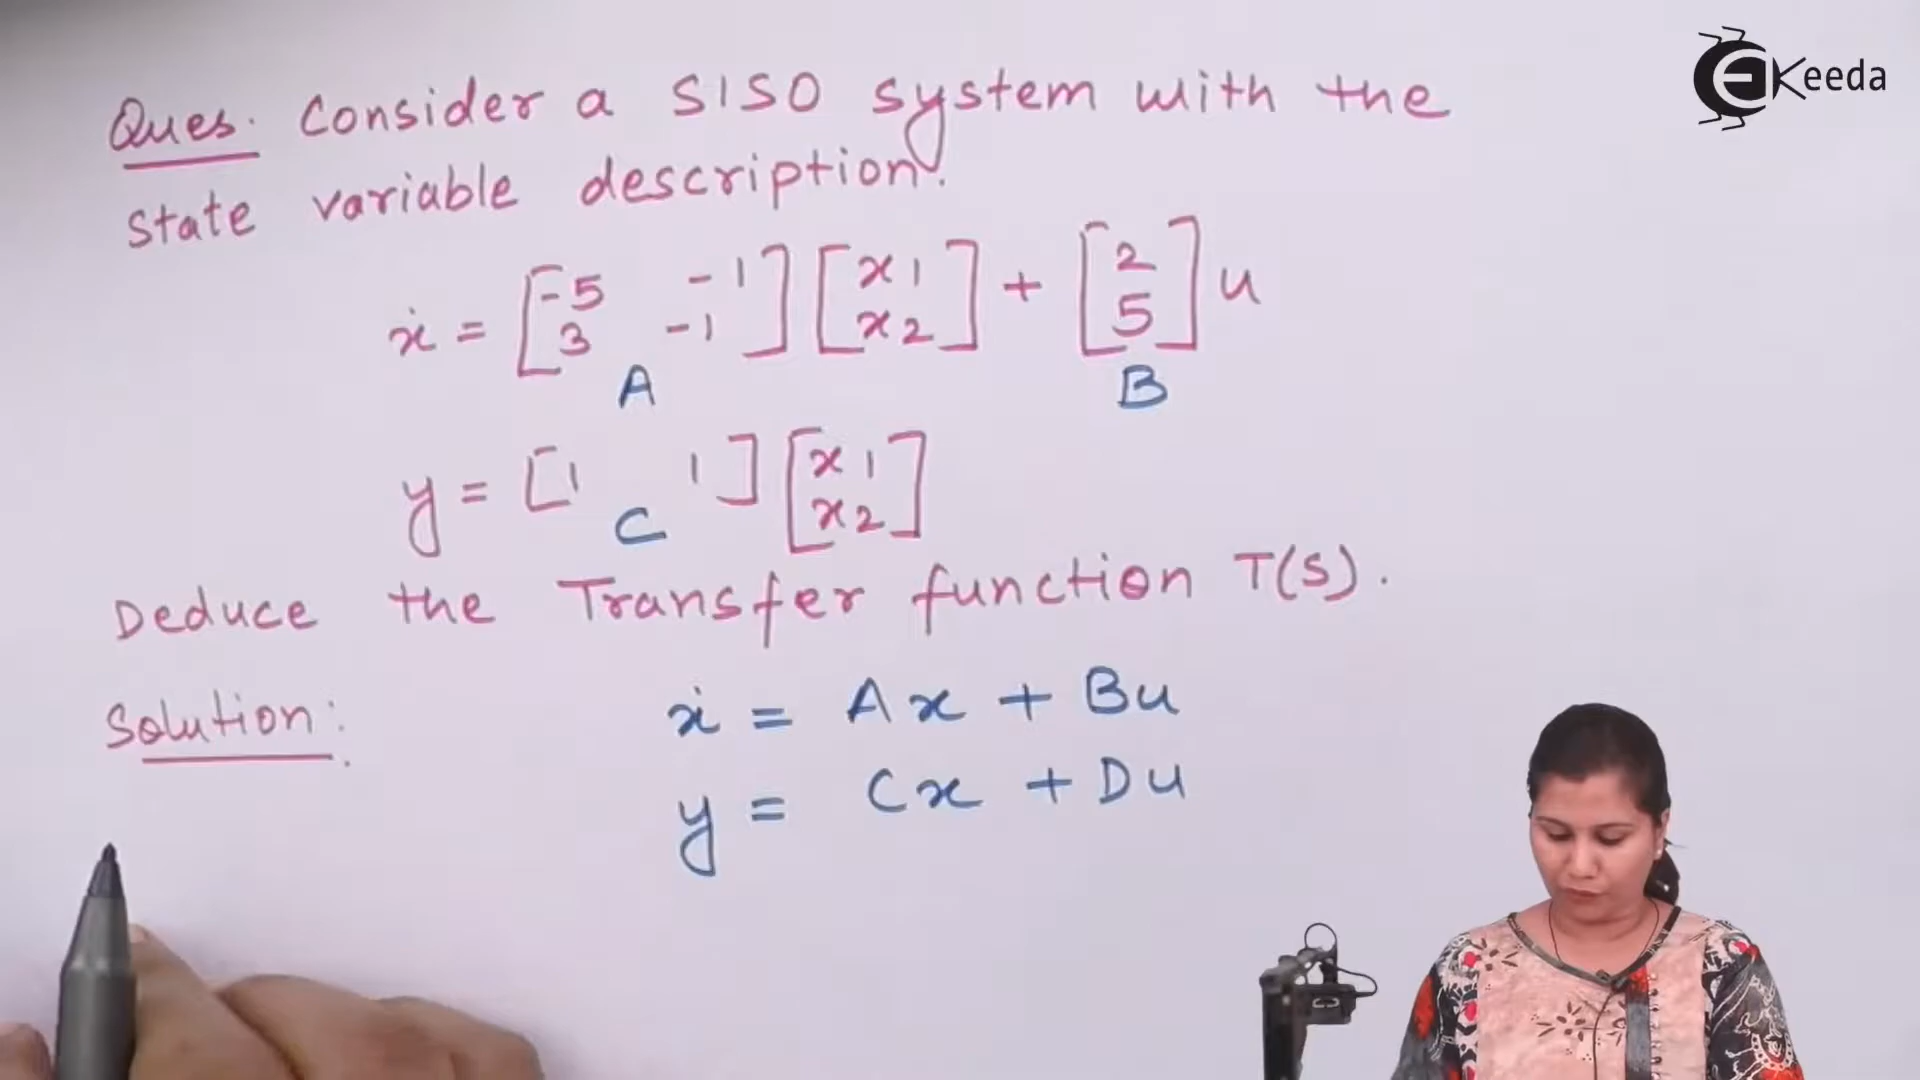 Ques. Consider a SISO system with the
state variable description.
ẋ = [-5 -1; 3 -1] [x1; x2] + [2; 5] u
A B
y = [1 1] [x1; x2]
C
Deduce the Transfer function T(S).
Solution:
ẋ = Ax + Bu
y = Cx + Du
EKeeda